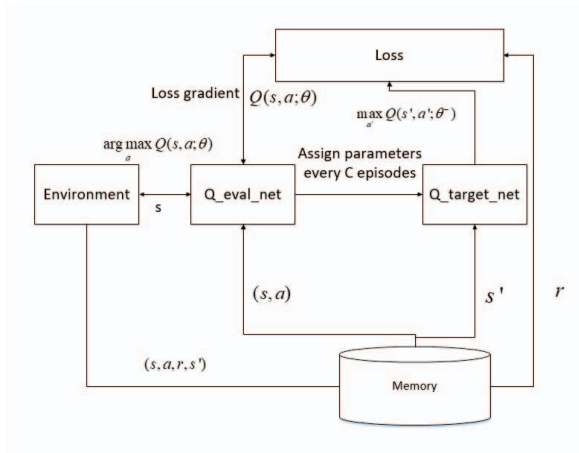 Loss
Loss gradient
Q(s,a;θ)
max Q(s',a';θ⁻)
a'
arg max Q(s,a;θ)
a
Assign parameters
every C episodes
Environment
s
Q_eval_net
Q_target_net
(s,a)
s'
r
(s,a,r,s')
Memory